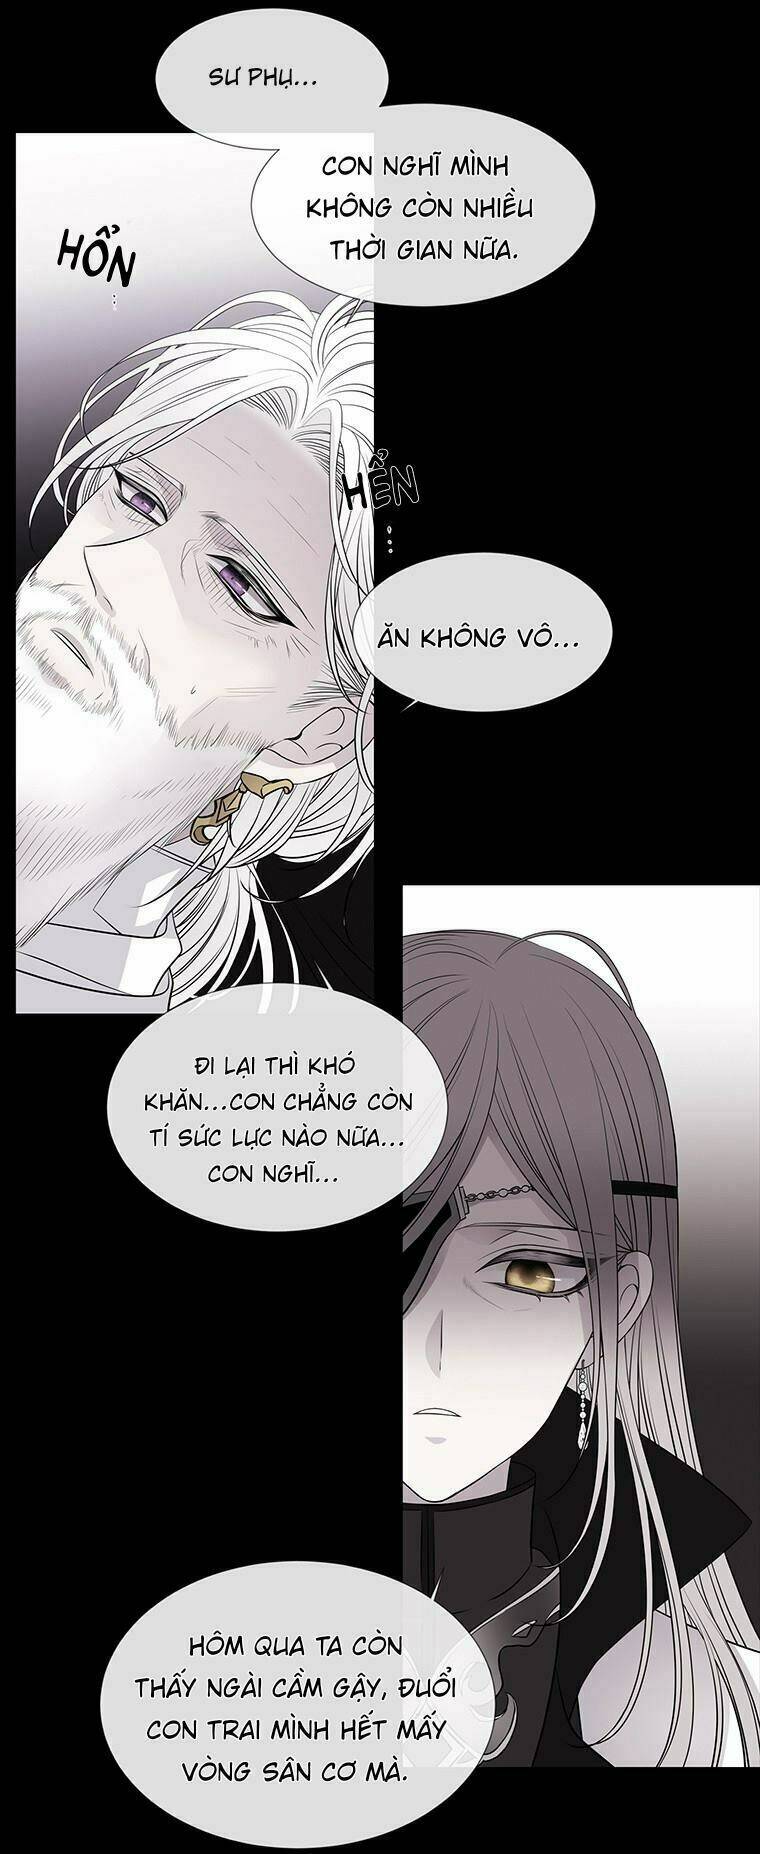 SƯ PHỤ...
CON NGHĨ MÌNH
KHÔNG CÒN NHIỀU
THỜI GIAN NỮA.
HỔN
...
HỂN
...
ĂN KHÔNG VÔ...
ĐI LẠI THÌ KHÓ
KHĂN...CON CHẲNG CÒN
TÍ SỨC LỰC NÀO NỮA...
CON NGHĨ...
HÔM QUA TA CÒN
THẤY NGÀI CẦM GẬY, ĐUỔI
CON TRAI MÌNH HẾT MẤY
VÒNG SÂN CƠ MÀ.